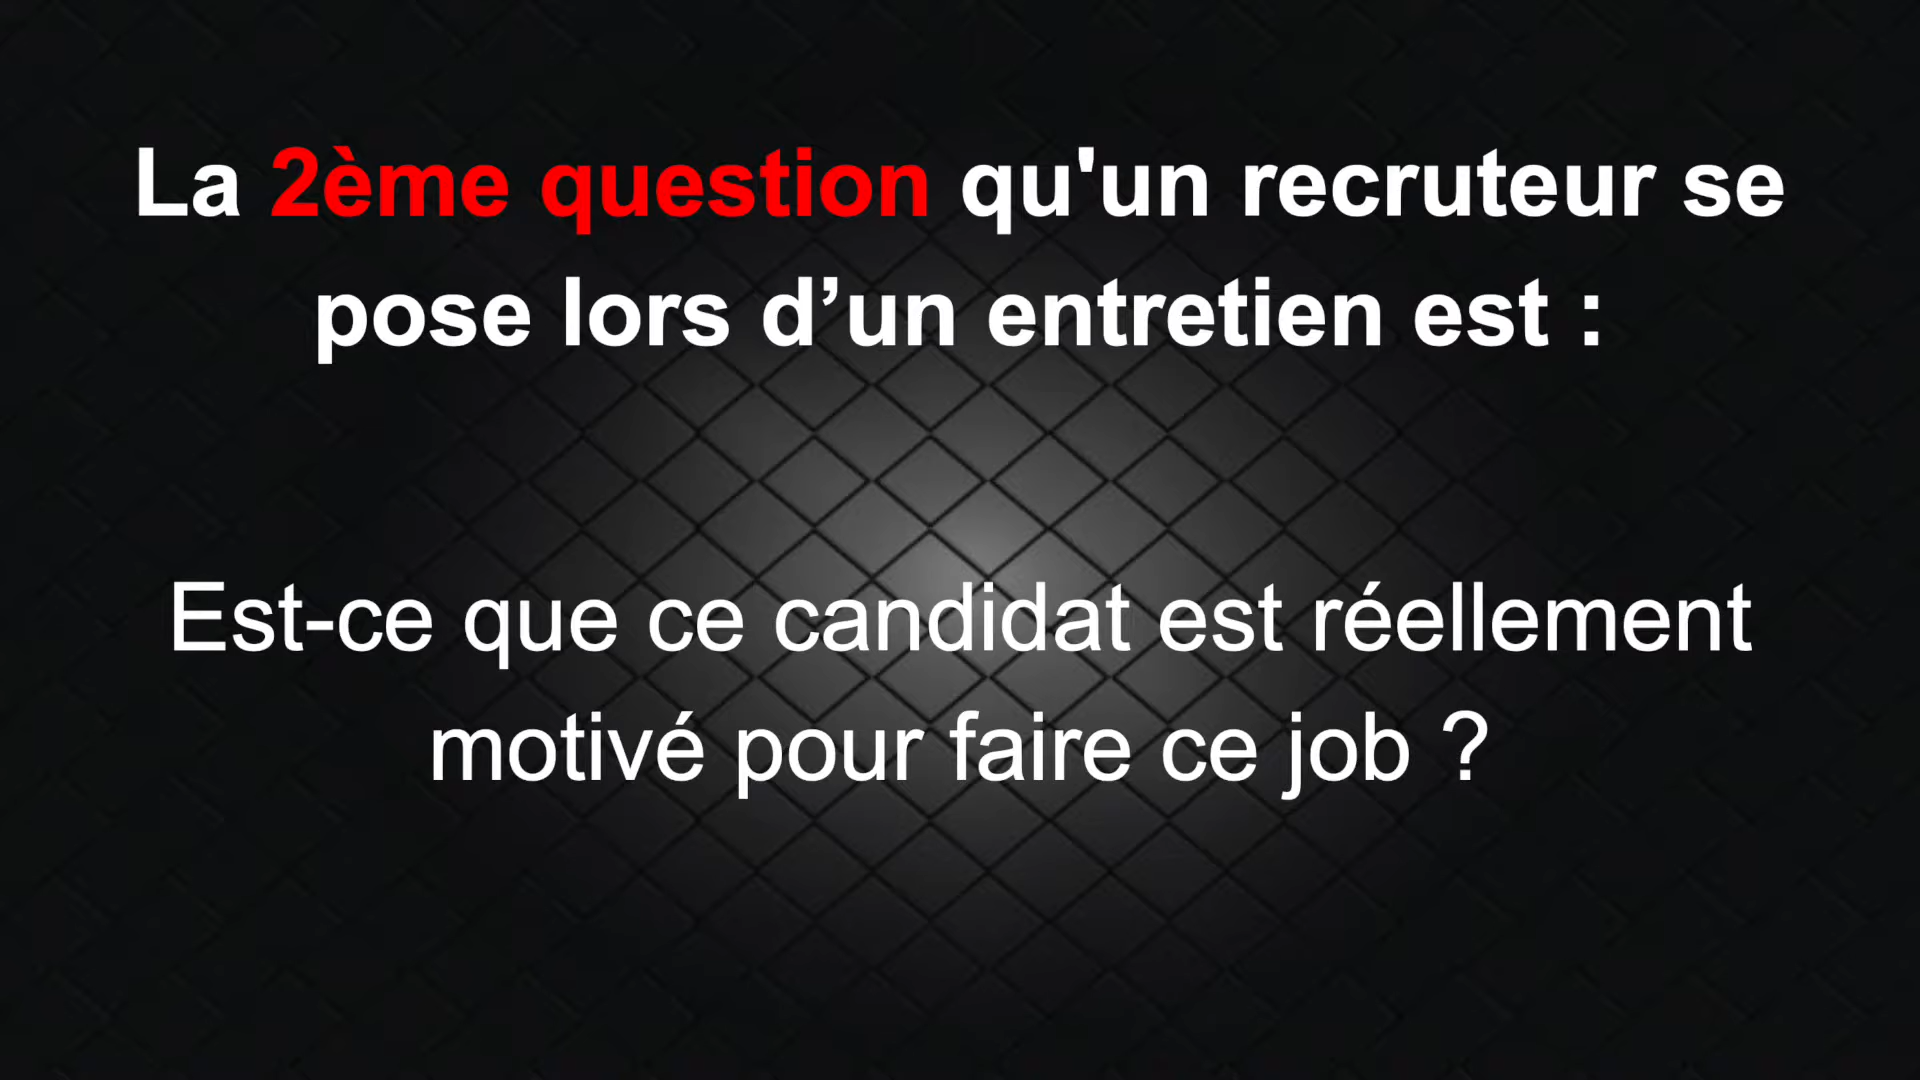 La 2ème question qu'un recruteur se
pose lors d’un entretien est :
Est-ce que ce candidat est réellement
motivé pour faire ce job ?